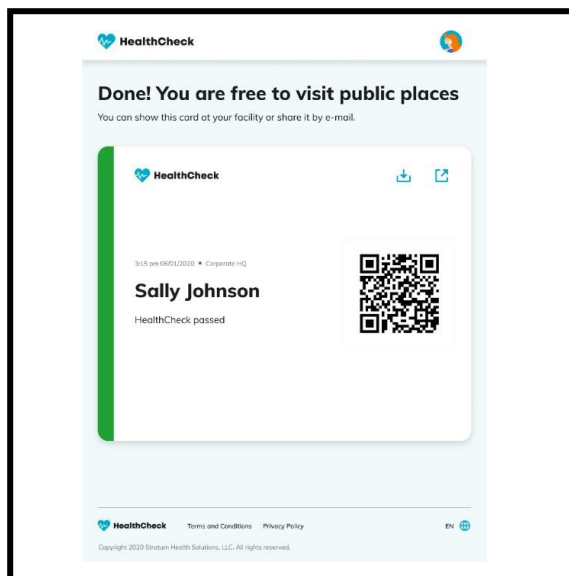 HealthCheck
Done! You are free to visit public places
You can show this card at your facility or share it by e-mail.
HealthCheck
3:15 pm 06/01/2020 • Corporate HQ
Sally Johnson
HealthCheck passed
HealthCheck Terms and Conditions Privacy Policy EN
Copyright 2020 Stratum Health Solutions, LLC. All rights reserved.